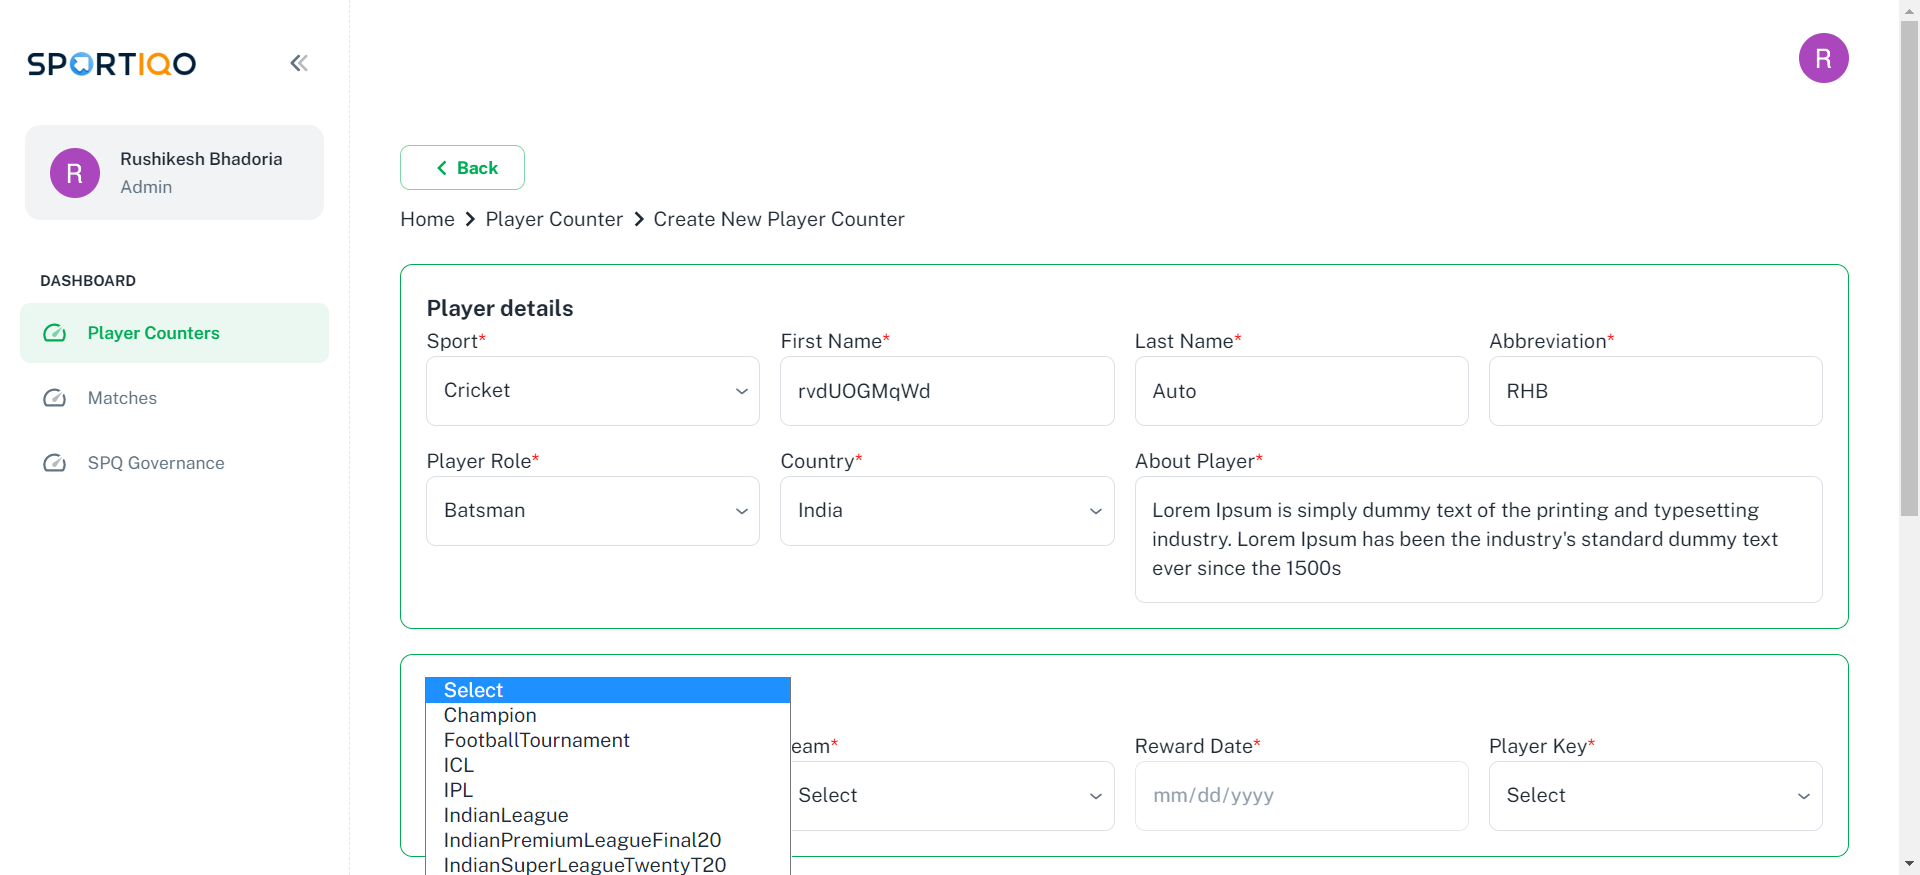 SPORTIQO
R
R
Rushikesh Bhadoria
Admin
DASHBOARD
Player Counters
Matches
SPQ Governance
Back
Home > Player Counter > Create New Player Counter
Player details
Sport*
First Name*
Last Name*
Abbreviation*
Cricket
rvdUOGMqWd
Auto
RHB
Player Role*
Country*
About Player*
Batsman
India
Lorem Ipsum is simply dummy text of the printing and typesetting
industry. Lorem Ipsum has been the industry's standard dummy text
ever since the 1500s
Select
Champion
FootballTournament
ICL
IPL
IndianLeague
IndianPremiumLeagueFinal20
IndianSuperLeagueTwentyT20
eam*
Reward Date*
Player Key*
Select
mm/dd/yyyy
Select